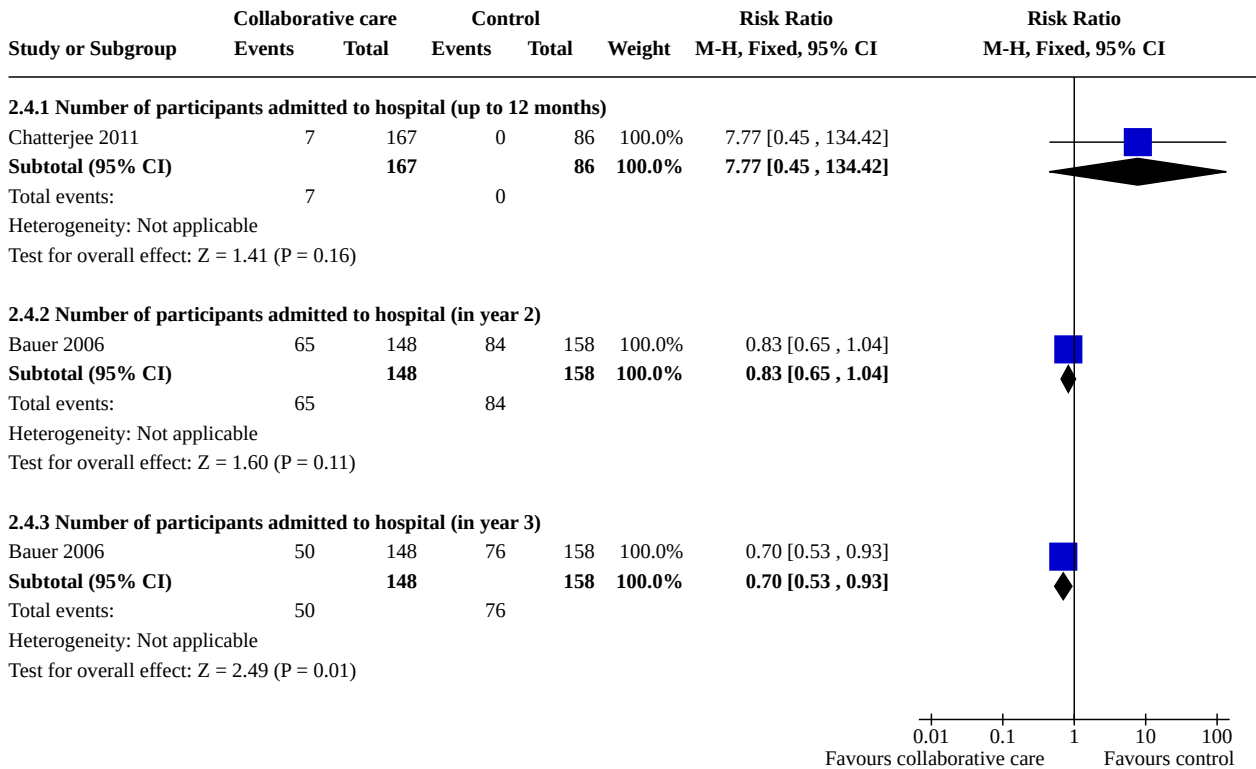 Collaborative care Control Risk Ratio Risk Ratio
Study or Subgroup Events Total Events Total Weight M-H, Fixed, 95% CI M-H, Fixed, 95% CI
2.4.1 Number of participants admitted to hospital (up to 12 months)
Chatterjee 2011 7 167 0 86 100.0% 7.77 [0.45 , 134.42]
Subtotal (95% CI) 167 86 100.0% 7.77 [0.45 , 134.42]
Total events: 7 0
Heterogeneity: Not applicable
Test for overall effect: Z = 1.41 (P = 0.16)
2.4.2 Number of participants admitted to hospital (in year 2)
Bauer 2006 65 148 84 158 100.0% 0.83 [0.65 , 1.04]
Subtotal (95% CI) 148 158 100.0% 0.83 [0.65 , 1.04]
Total events: 65 84
Heterogeneity: Not applicable
Test for overall effect: Z = 1.60 (P = 0.11)
2.4.3 Number of participants admitted to hospital (in year 3)
Bauer 2006 50 148 76 158 100.0% 0.70 [0.53 , 0.93]
Subtotal (95% CI) 148 158 100.0% 0.70 [0.53 , 0.93]
Total events: 50 76
Heterogeneity: Not applicable
Test for overall effect: Z = 2.49 (P = 0.01)
0.01 0.1 1 10 100
Favours collaborative care Favours control